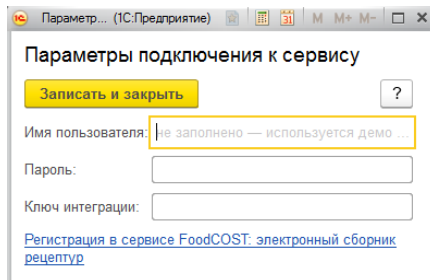 Параметр... (1С:Предприятие) 31 M M+ M-
Параметры подключения к сервису
Записать и закрыть ?
Имя пользователя: не заполнено — используется демо ...
Пароль:
Ключ интеграции:
Регистрация в сервисе FoodCOST: электронный сборник
рецептур